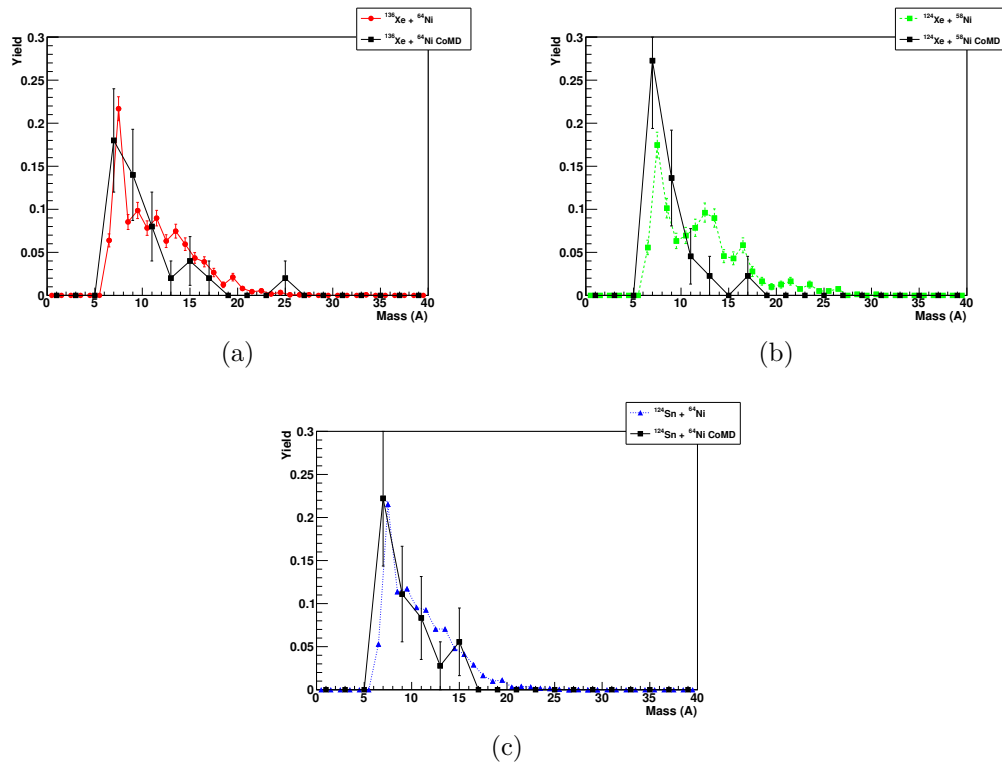 ¹³⁶Xe + ⁶⁴Ni
¹³⁶Xe + ⁶⁴Ni CoMD
Yield
0.3
0.25
0.2
0.15
0.1
0.05
0
0 5 10 15 20 25 30 35 40
Mass (A)
(a)
¹²⁴Xe + ⁵⁸Ni
¹²⁴Xe + ⁵⁸Ni CoMD
Yield
0.3
0.25
0.2
0.15
0.1
0.05
0
0 5 10 15 20 25 30 35 40
Mass (A)
(b)
¹²⁴Sn + ⁶⁴Ni
¹²⁴Sn + ⁶⁴Ni CoMD
Yield
0.3
0.25
0.2
0.15
0.1
0.05
0
0 5 10 15 20 25 30 35 40
Mass (A)
(c)